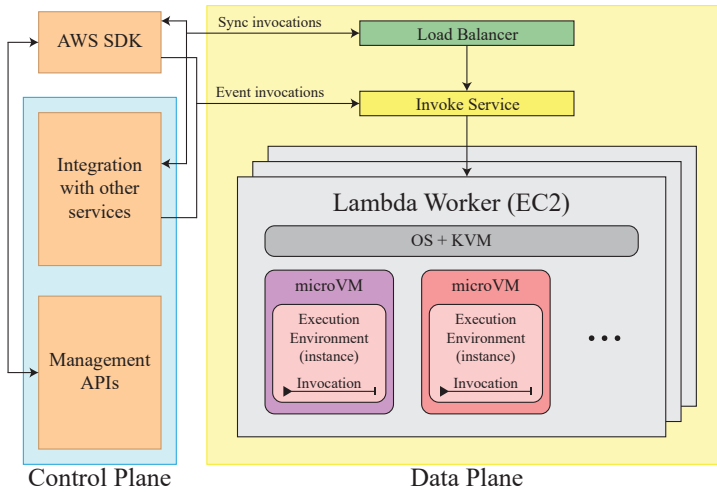 AWS SDK
Sync invocations
Load Balancer
Event invocations
Invoke Service
Integration
with other
services
Management
APIs
Lambda Worker (EC2)
OS + KVM
microVM
Execution
Environment
(instance)
Invocation
microVM
Execution
Environment
(instance)
Invocation
...
Control Plane
Data Plane